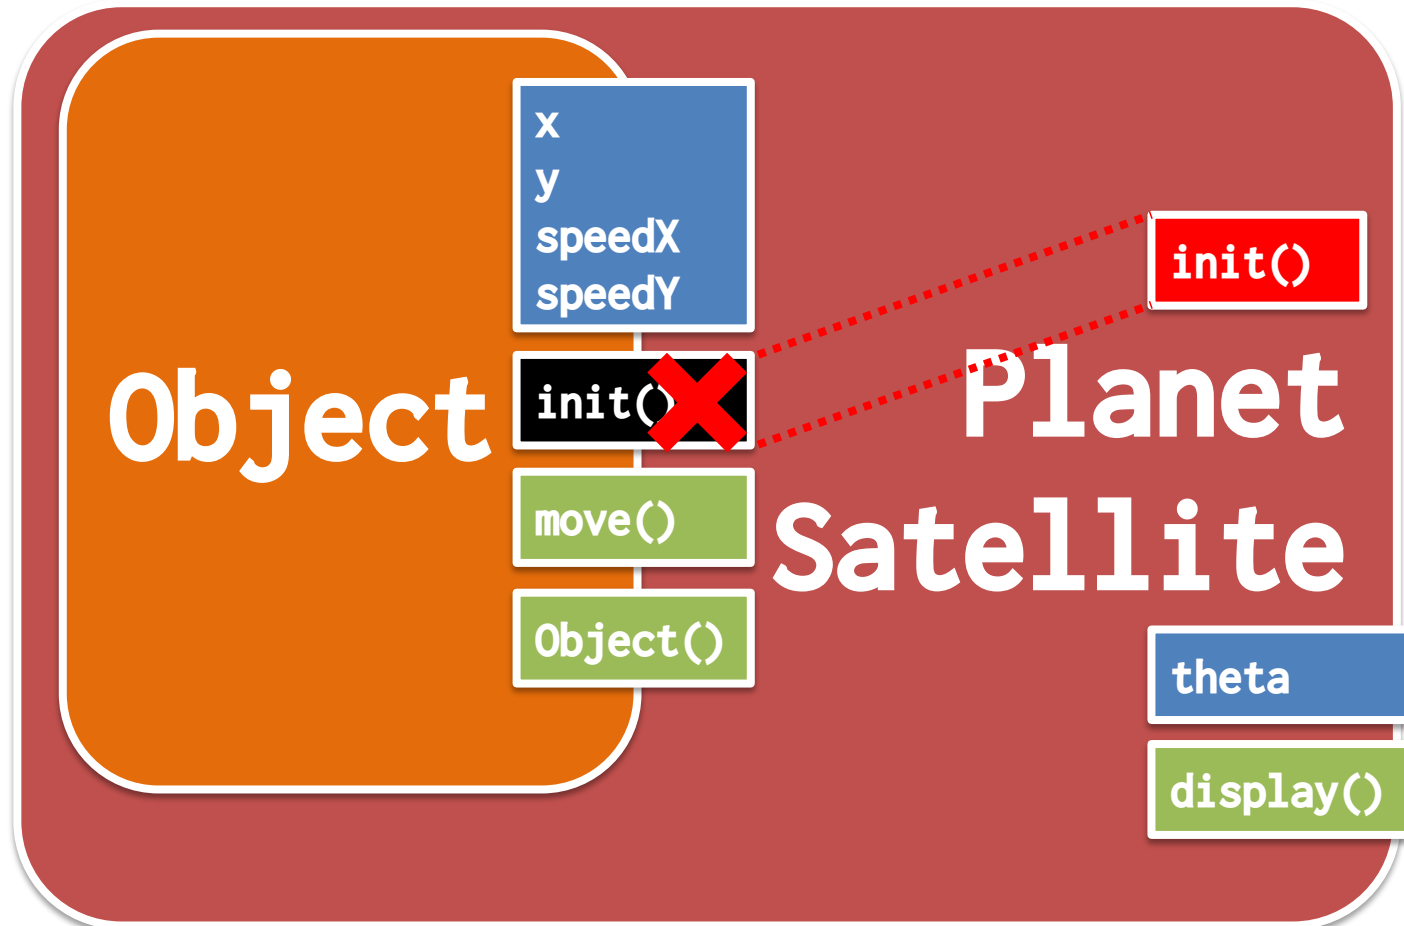 Object
x
y
speedX
speedY
init()
move()
Object()
init()
Planet
Satellite
theta
display()